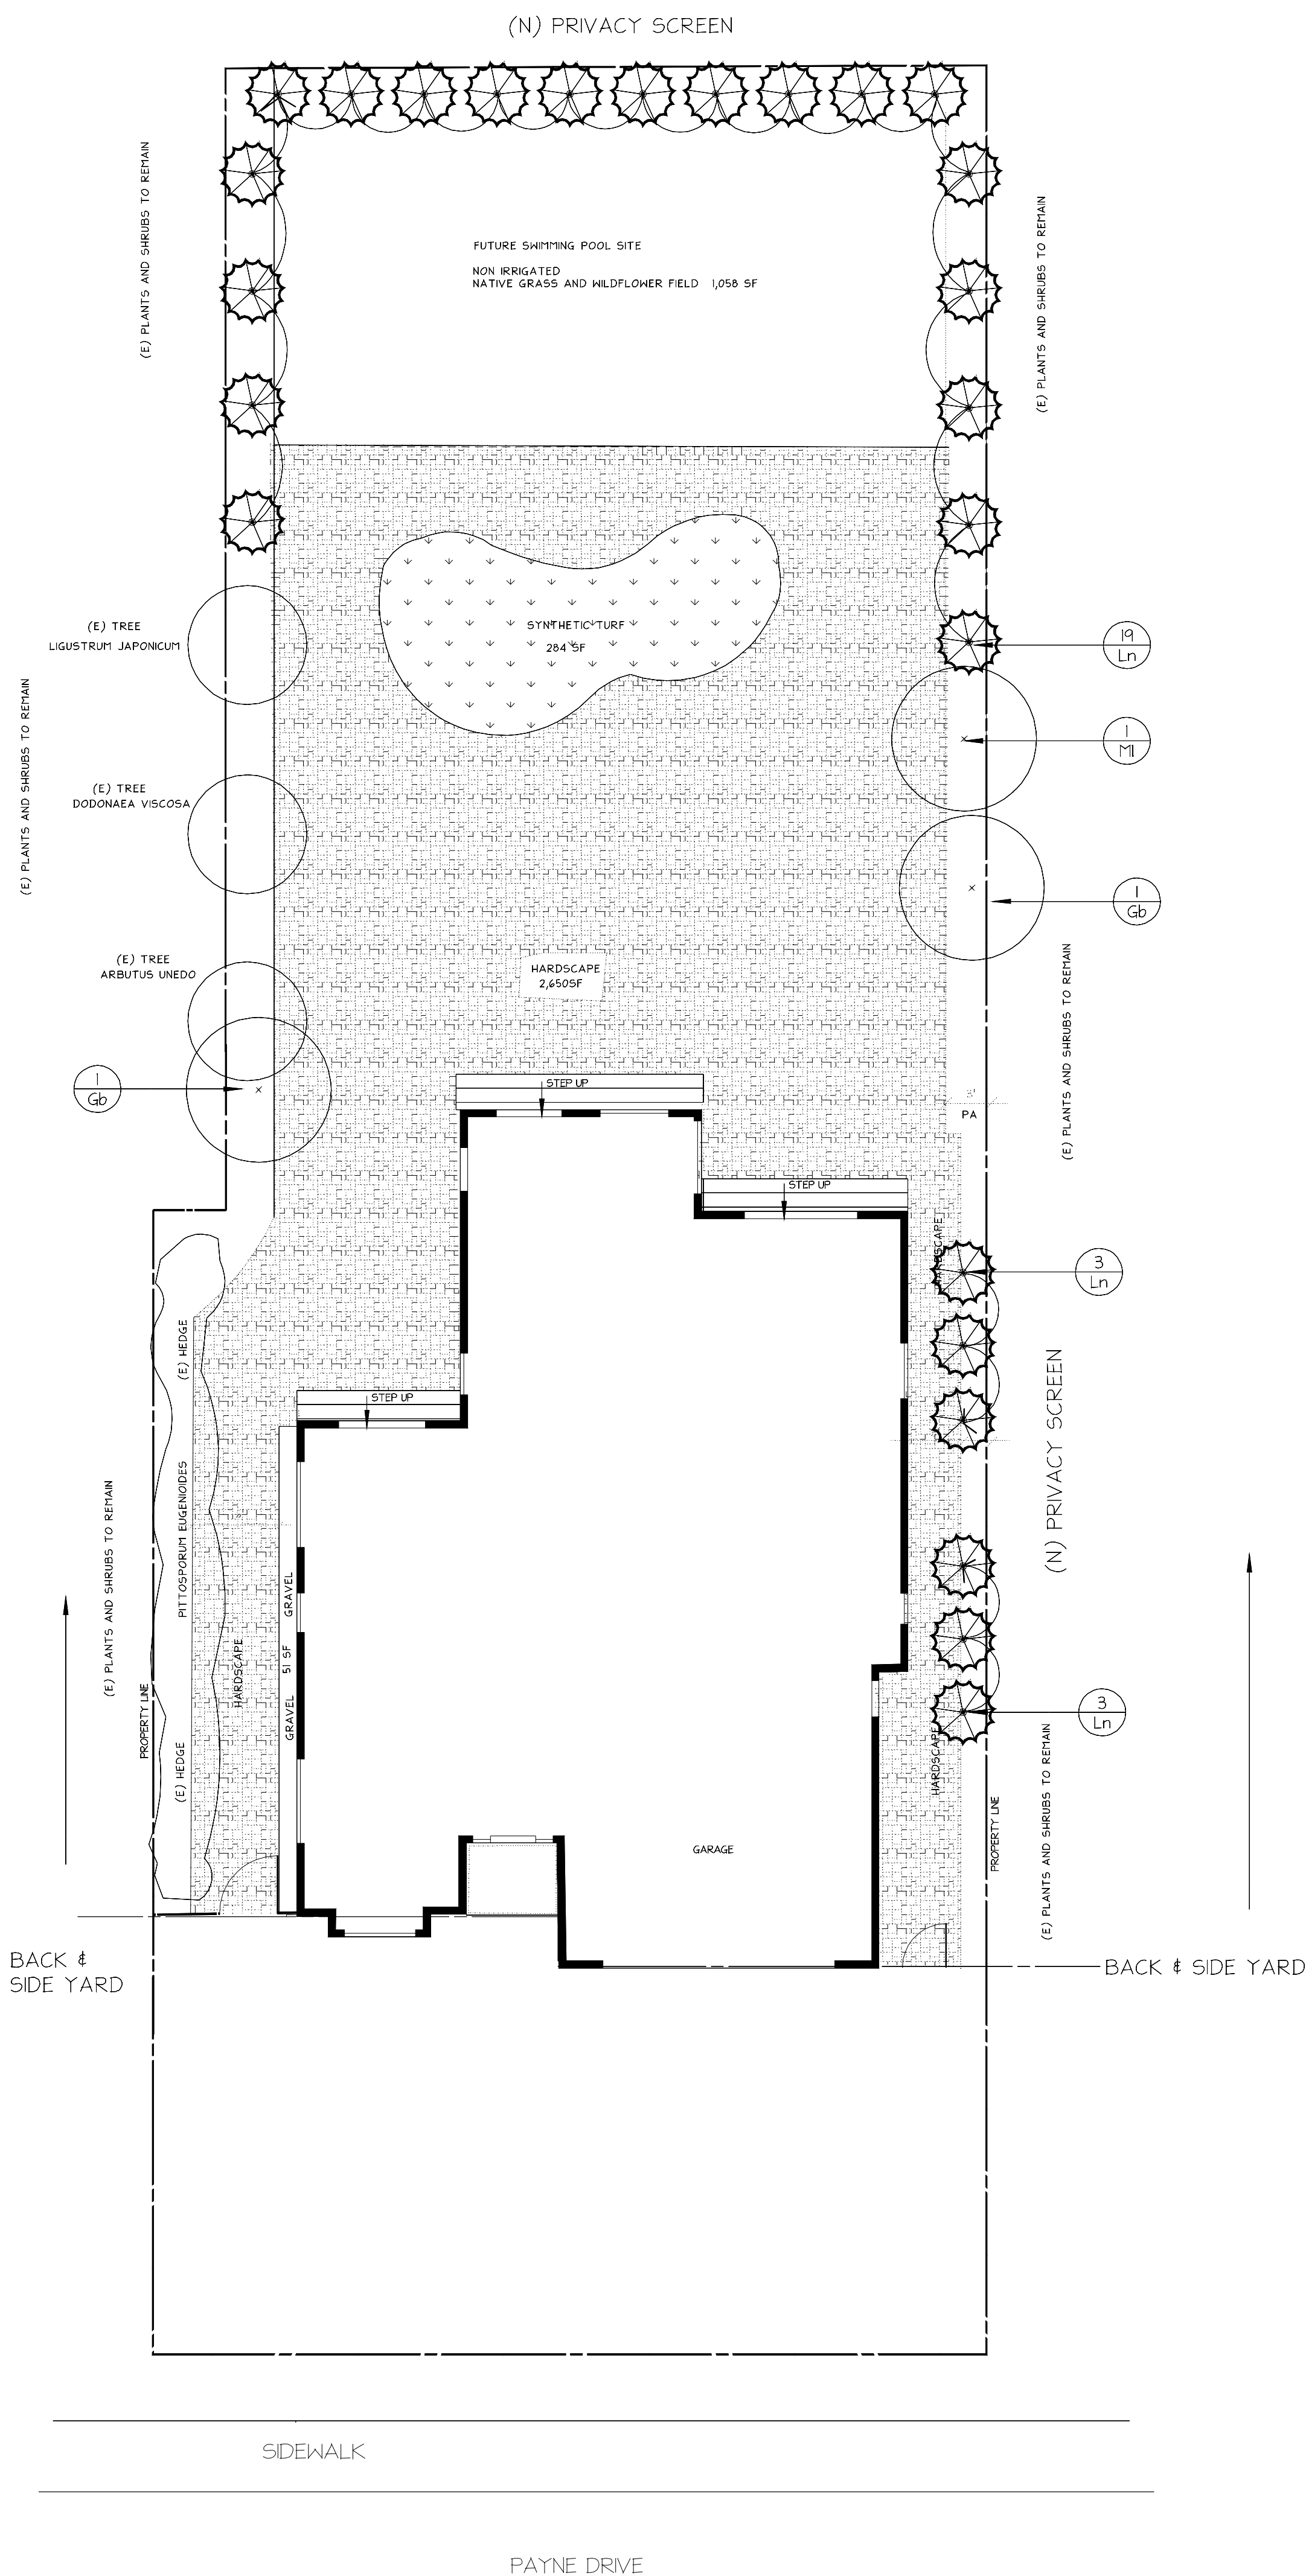 (N) PRIVACY SCREEN
(E) PLANTS AND SHRUBS TO REMAIN
(E) PLANTS AND SHRUBS TO REMAIN
FUTURE SWIMMING POOL SITE
NON IRRIGATED
NATIVE GRASS AND WILDFLOWER FIELD 1,058 SF
(E) TREE
LIGUSTRUM JAPONICUM
SYNTHETIC TURF
284 SF
19
Ln
1
Ml
(E) PLANTS AND SHRUBS TO REMAIN
(E) TREE
DODONAEA VISCOSA
1
Gb
(E) TREE
ARBUTUS UNEDO
HARDSCAPE
2,650SF
(E) PLANTS AND SHRUBS TO REMAIN
1
Gb
STEP UP
3'
PA
STEP UP
HARDSCAPE
3
Ln
(E) HEDGE
STEP UP
(N) PRIVACY SCREEN
PITTOSPORUM EUGENIOIDES
(E) PLANTS AND SHRUBS TO REMAIN
GRAVEL
51 SF
GRAVEL
HARDSCAPE
PROPERTY LINE
3
Ln
(E) HEDGE
HARDSCAPE
GARAGE
PROPERTY LINE
(E) PLANTS AND SHRUBS TO REMAIN
BACK &
SIDE YARD
BACK & SIDE YARD
SIDEWALK
PAYNE DRIVE